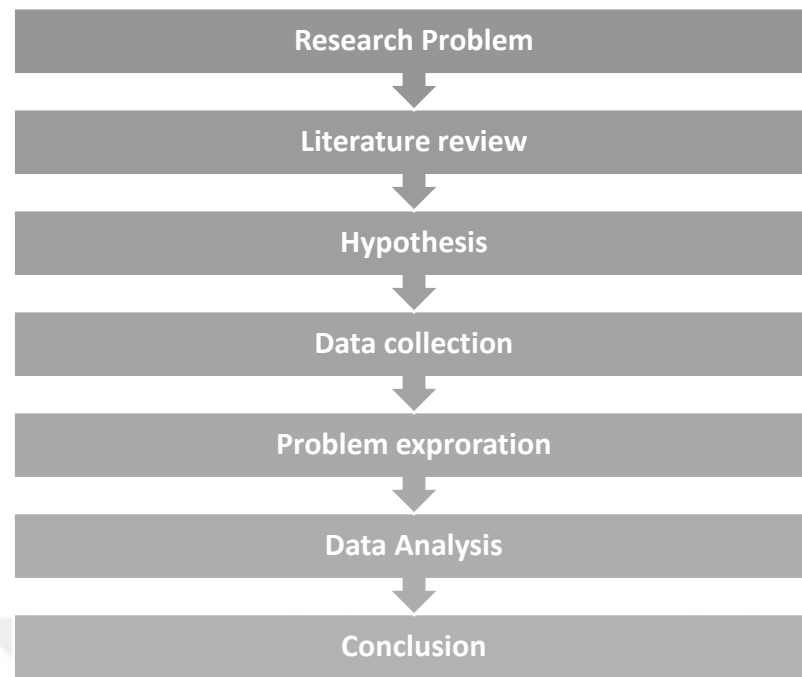 Research Problem
Literature review
Hypothesis
Data collection
Problem exproration
Data Analysis
Conclusion